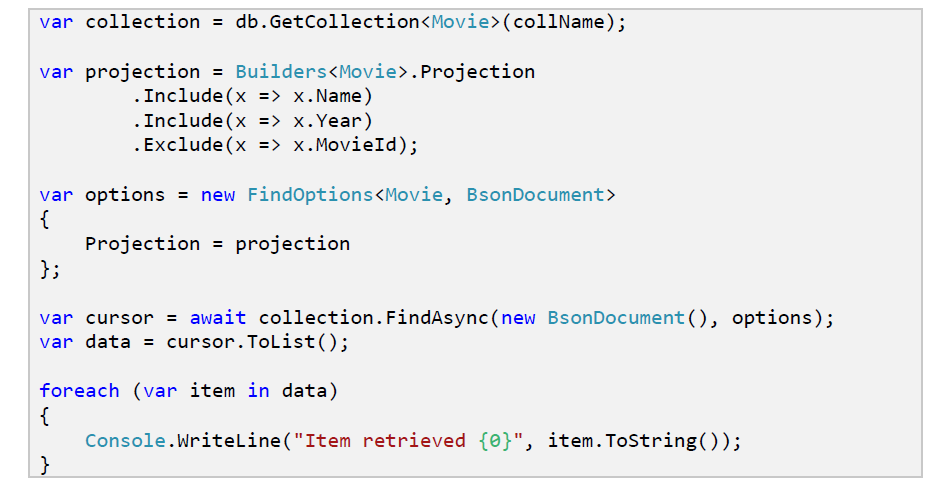 var collection = db.GetCollection<Movie>(collName);
var projection = Builders<Movie>.Projection
.Include(x => x.Name)
.Include(x => x.Year)
.Exclude(x => x.MovieId);
var options = new FindOptions<Movie, BsonDocument>
{
Projection = projection
};
var cursor = await collection.FindAsync(new BsonDocument(), options);
var data = cursor.ToList();
foreach (var item in data)
{
Console.WriteLine("Item retrieved {0}", item.ToString());
}